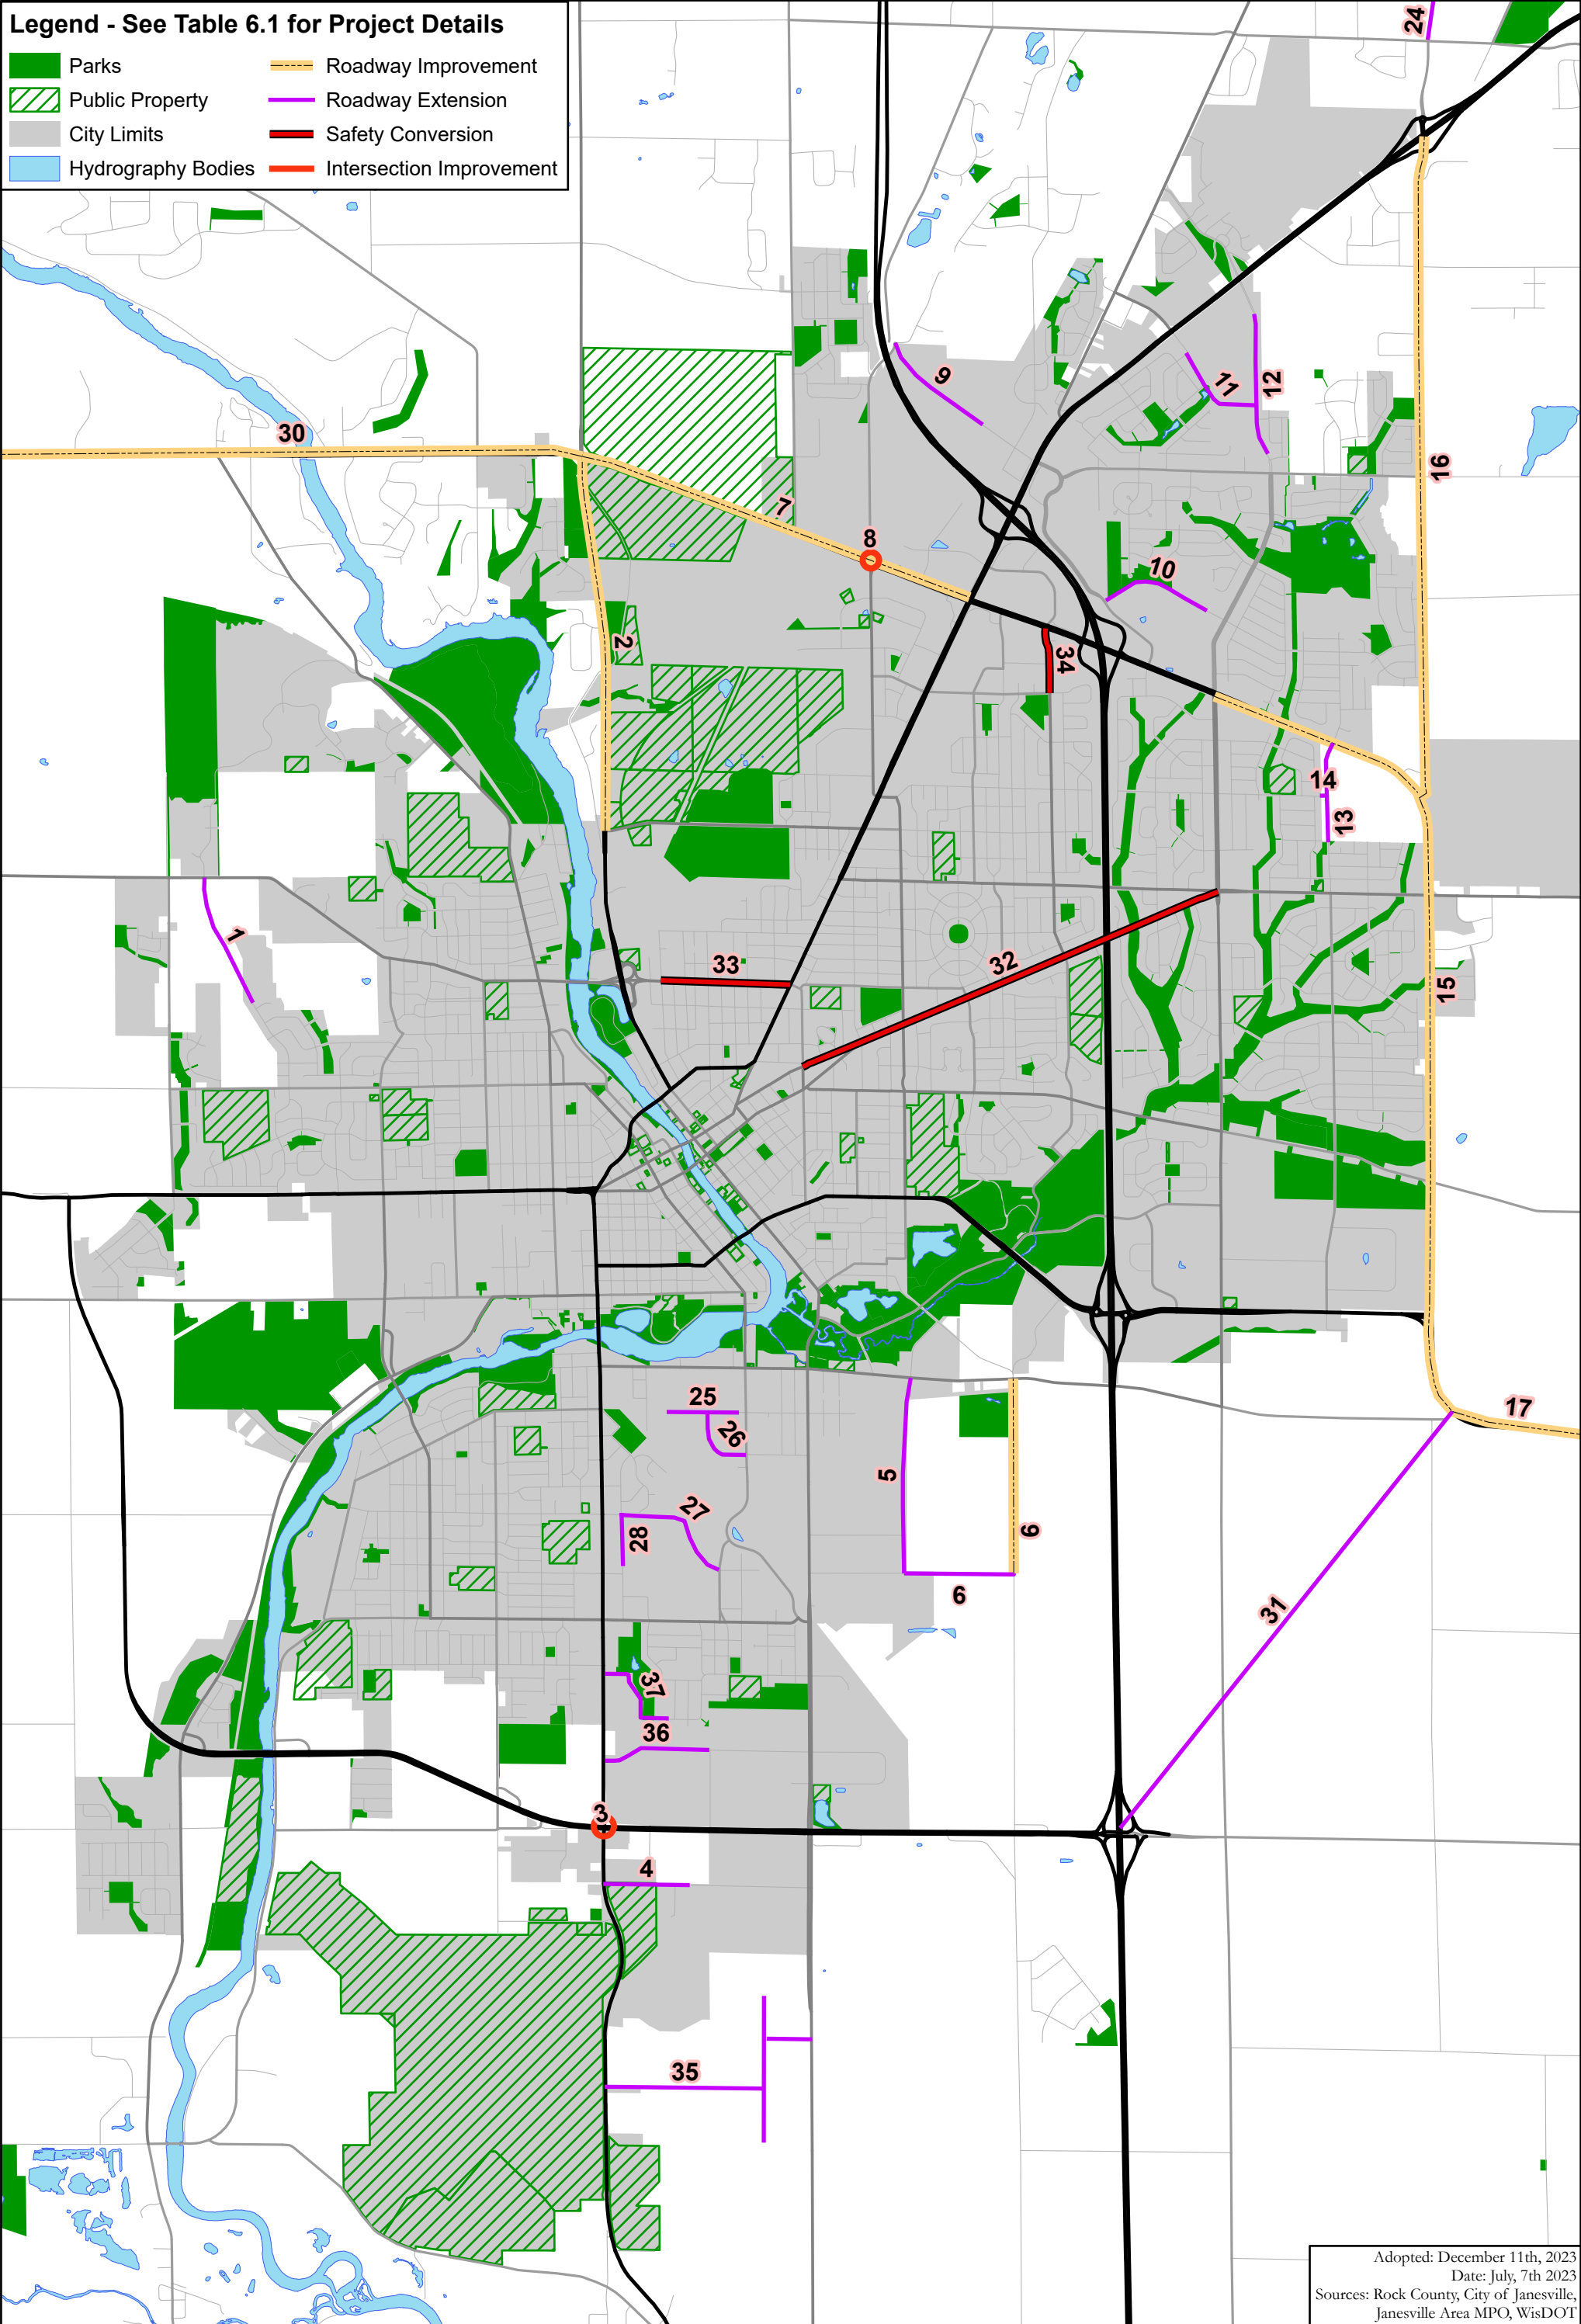 Legend - See Table 6.1 for Project Details
Parks
Roadway Improvement
Public Property
Roadway Extension
City Limits
Safety Conversion
Hydrography Bodies
Intersection Improvement
24
9
11
12
30
16
7
8
10
2
34
14
13
1
33
32
15
25
26
17
5
27
28
6
6
31
37
36
3
4
35
Adopted: December 11th, 2023
Date: July, 7th 2023
Sources: Rock County, City of Janesville,
Janesville Area MPO, WisDOT